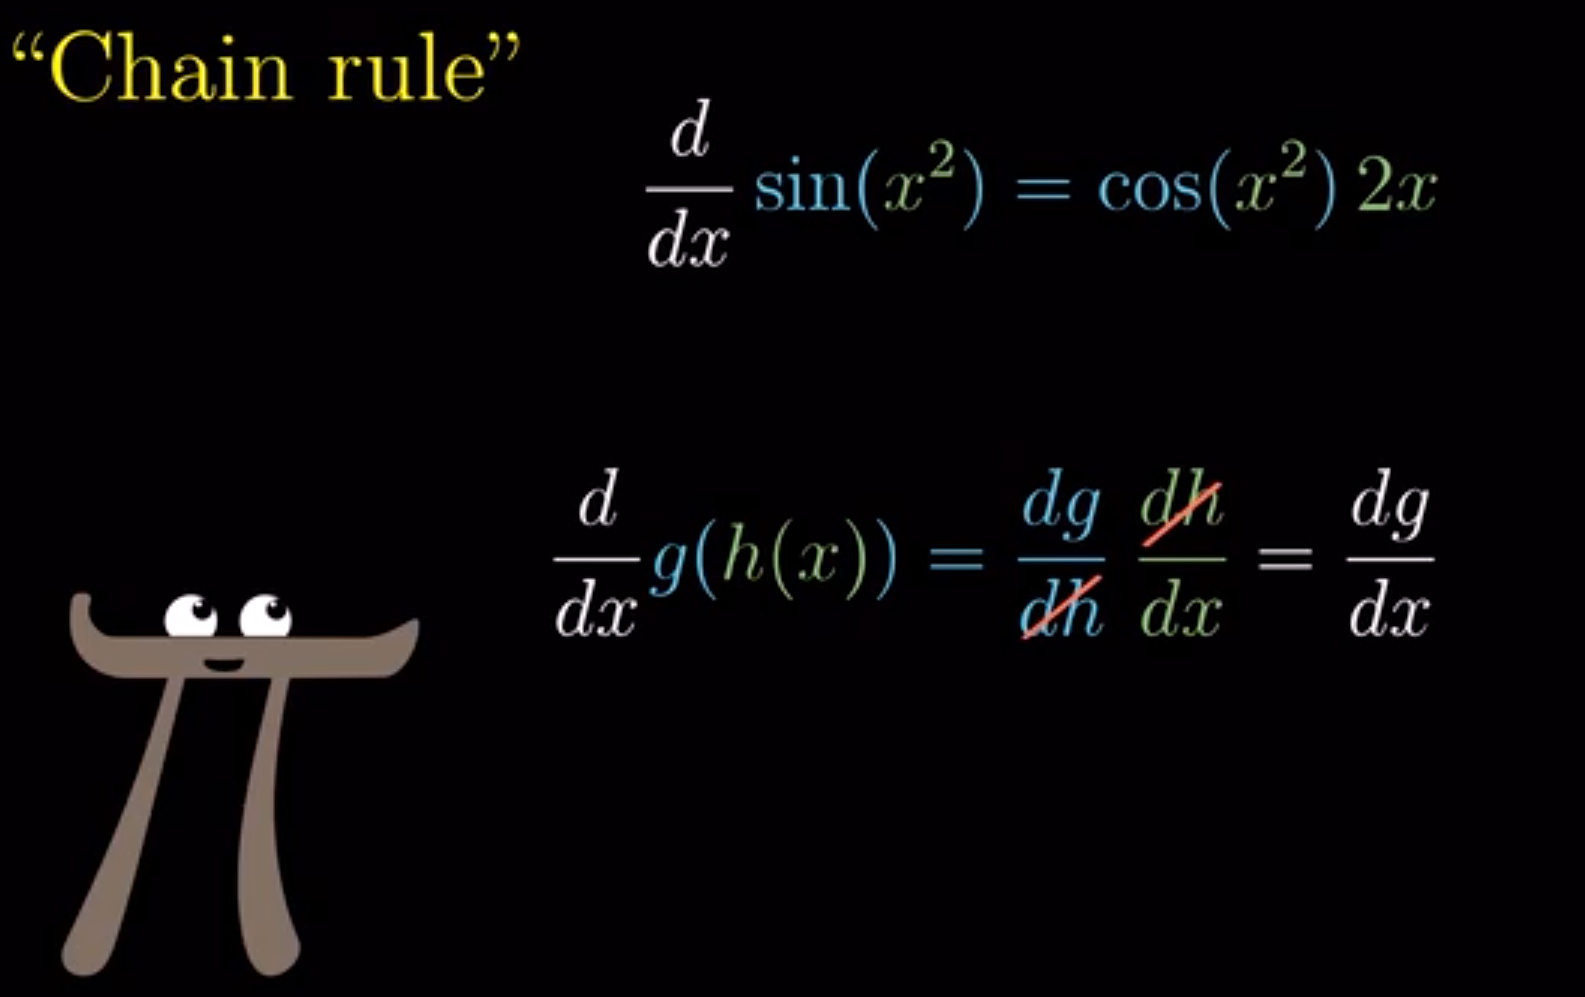 “Chain rule”
d/dx sin(x²) = cos(x²) 2x
d/dx g(h(x)) = dg/dh dh/dx = dg/dx